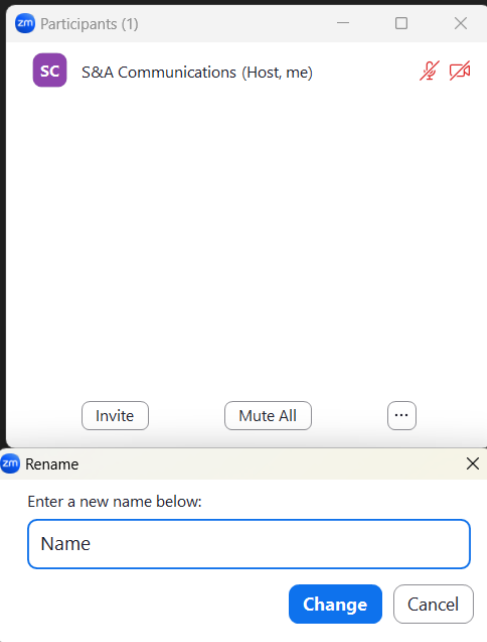 zm Participants (1)
SC S&A Communications (Host, me)
Invite Mute All ...
zm Rename
Enter a new name below:
Name
Change Cancel